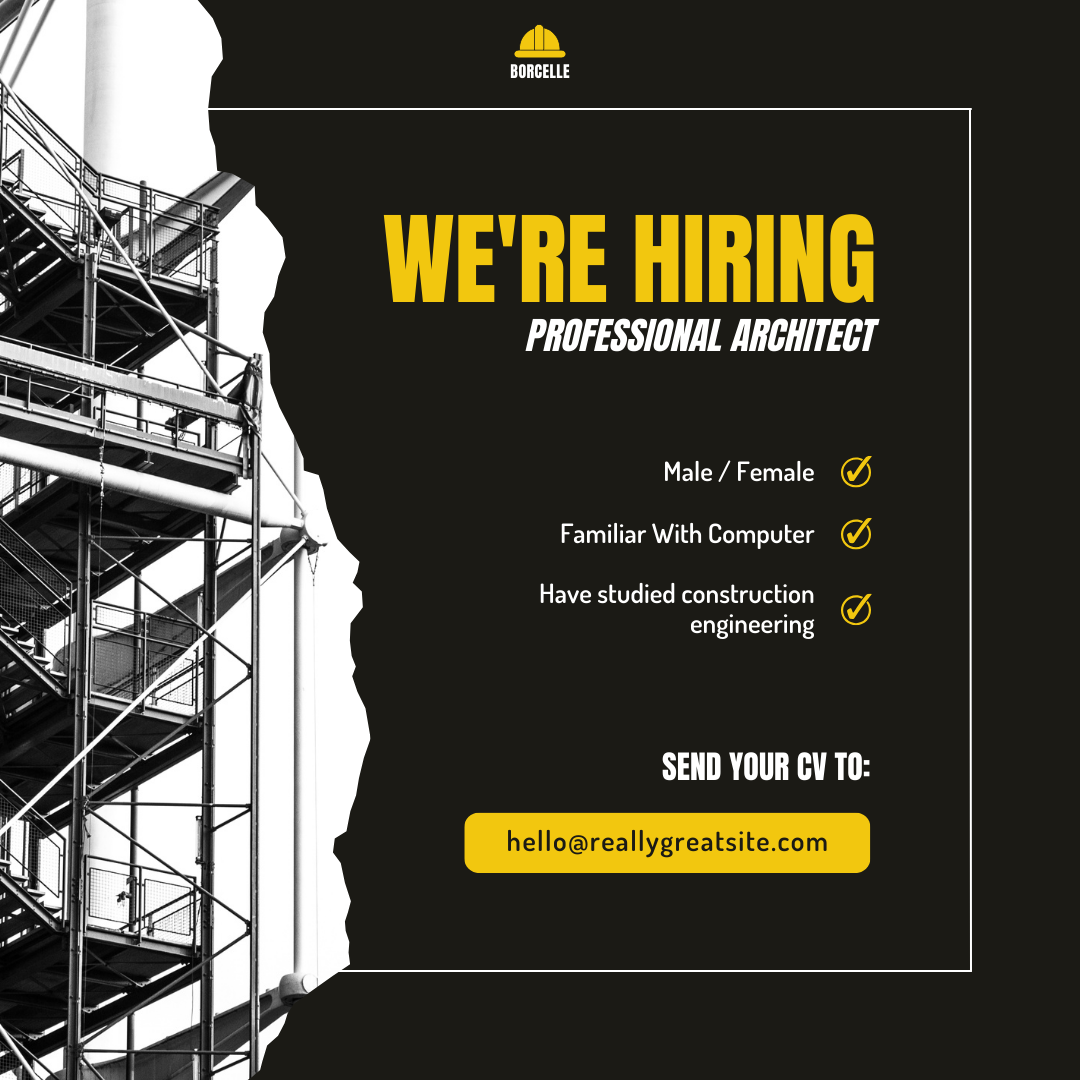 BORCELLE
WE'RE HIRING
PROFESSIONAL ARCHITECT
Male / Female
Familiar With Computer
Have studied construction
engineering
SEND YOUR CV TO:
hello@reallygreatsite.com